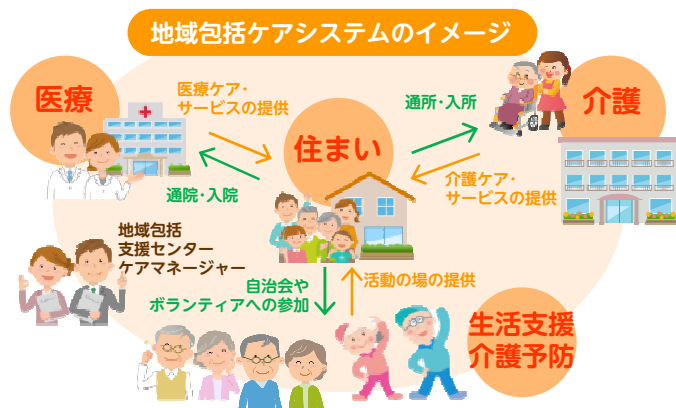 地域包括ケアシステムのイメージ
医療
医療ケア・
サービスの提供
通所・入所
介護
住まい
通院・入院
介護ケア・
サービスの提供
地域包括
支援センター
ケアマネージャー
自治会や
ボランティアへの参加
活動の場の提供
生活支援
介護予防